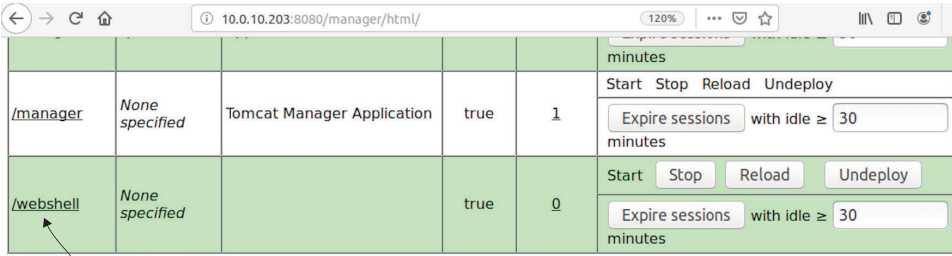 10.0.10.203:8080/manager/html/ 120%
minutes
/manager None specified Tomcat Manager Application true 1 Start Stop Reload Undeploy
Expire sessions with idle ≥ 30
minutes
/webshell None specified true 0 Start Stop Reload Undeploy
Expire sessions with idle ≥ 30
minutes